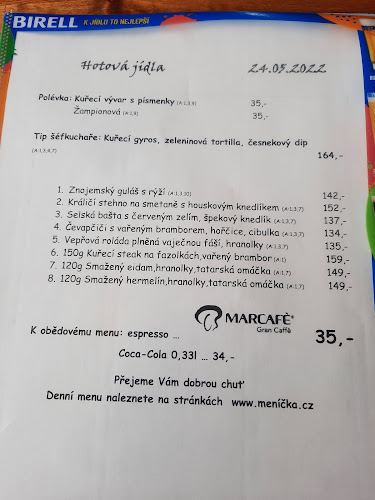 BIRELL K JÍDLU TO NEJLEPŠÍ
Hotová jídla 24.05.2022
Polévka: Kuřecí vývar s písmenky (A:1,3,9) 35,-
Žampionová (A:1,9) 35,-
Tip šéfkuchaře: Kuřecí gyros, zeleninová tortilla, česnekový dip
(A:1,3,4,7) 164,-
1. Znojemský guláš s rýží (A:1,3,10) 142,-
2. Králičí stehno na smetaně s houskovým knedlíkem (A:1,3,7) 152,-
3. Selská bašta s červeným zelím, špekový knedlík (A:1,3,7) 137,-
4. Čevapčiči s vařeným bramborem, hořčice, cibulka (A:1,3,7) 134,-
5. Vepřová roláda plněná vaječnou fáší, hranolky (A:1,3,7) 135,-
6. 150g Kuřecí steak na fazolkách,vařený brambor (A:1) 159,-
7. 120g Smažený eidam,hranolky,tatarská omáčka (A:1,7) 149,-
8. 120g Smažený hermelín,hranolky,tatarská omáčka (A:1,7) 149,-
MARCAFÈ®
Gran Caffè
K obědovému menu: espresso ... 35,-
Coca-Cola 0,33l ... 34,-
Přejeme Vám dobrou chuť
Denní menu naleznete na stránkách www.meníčka.cz